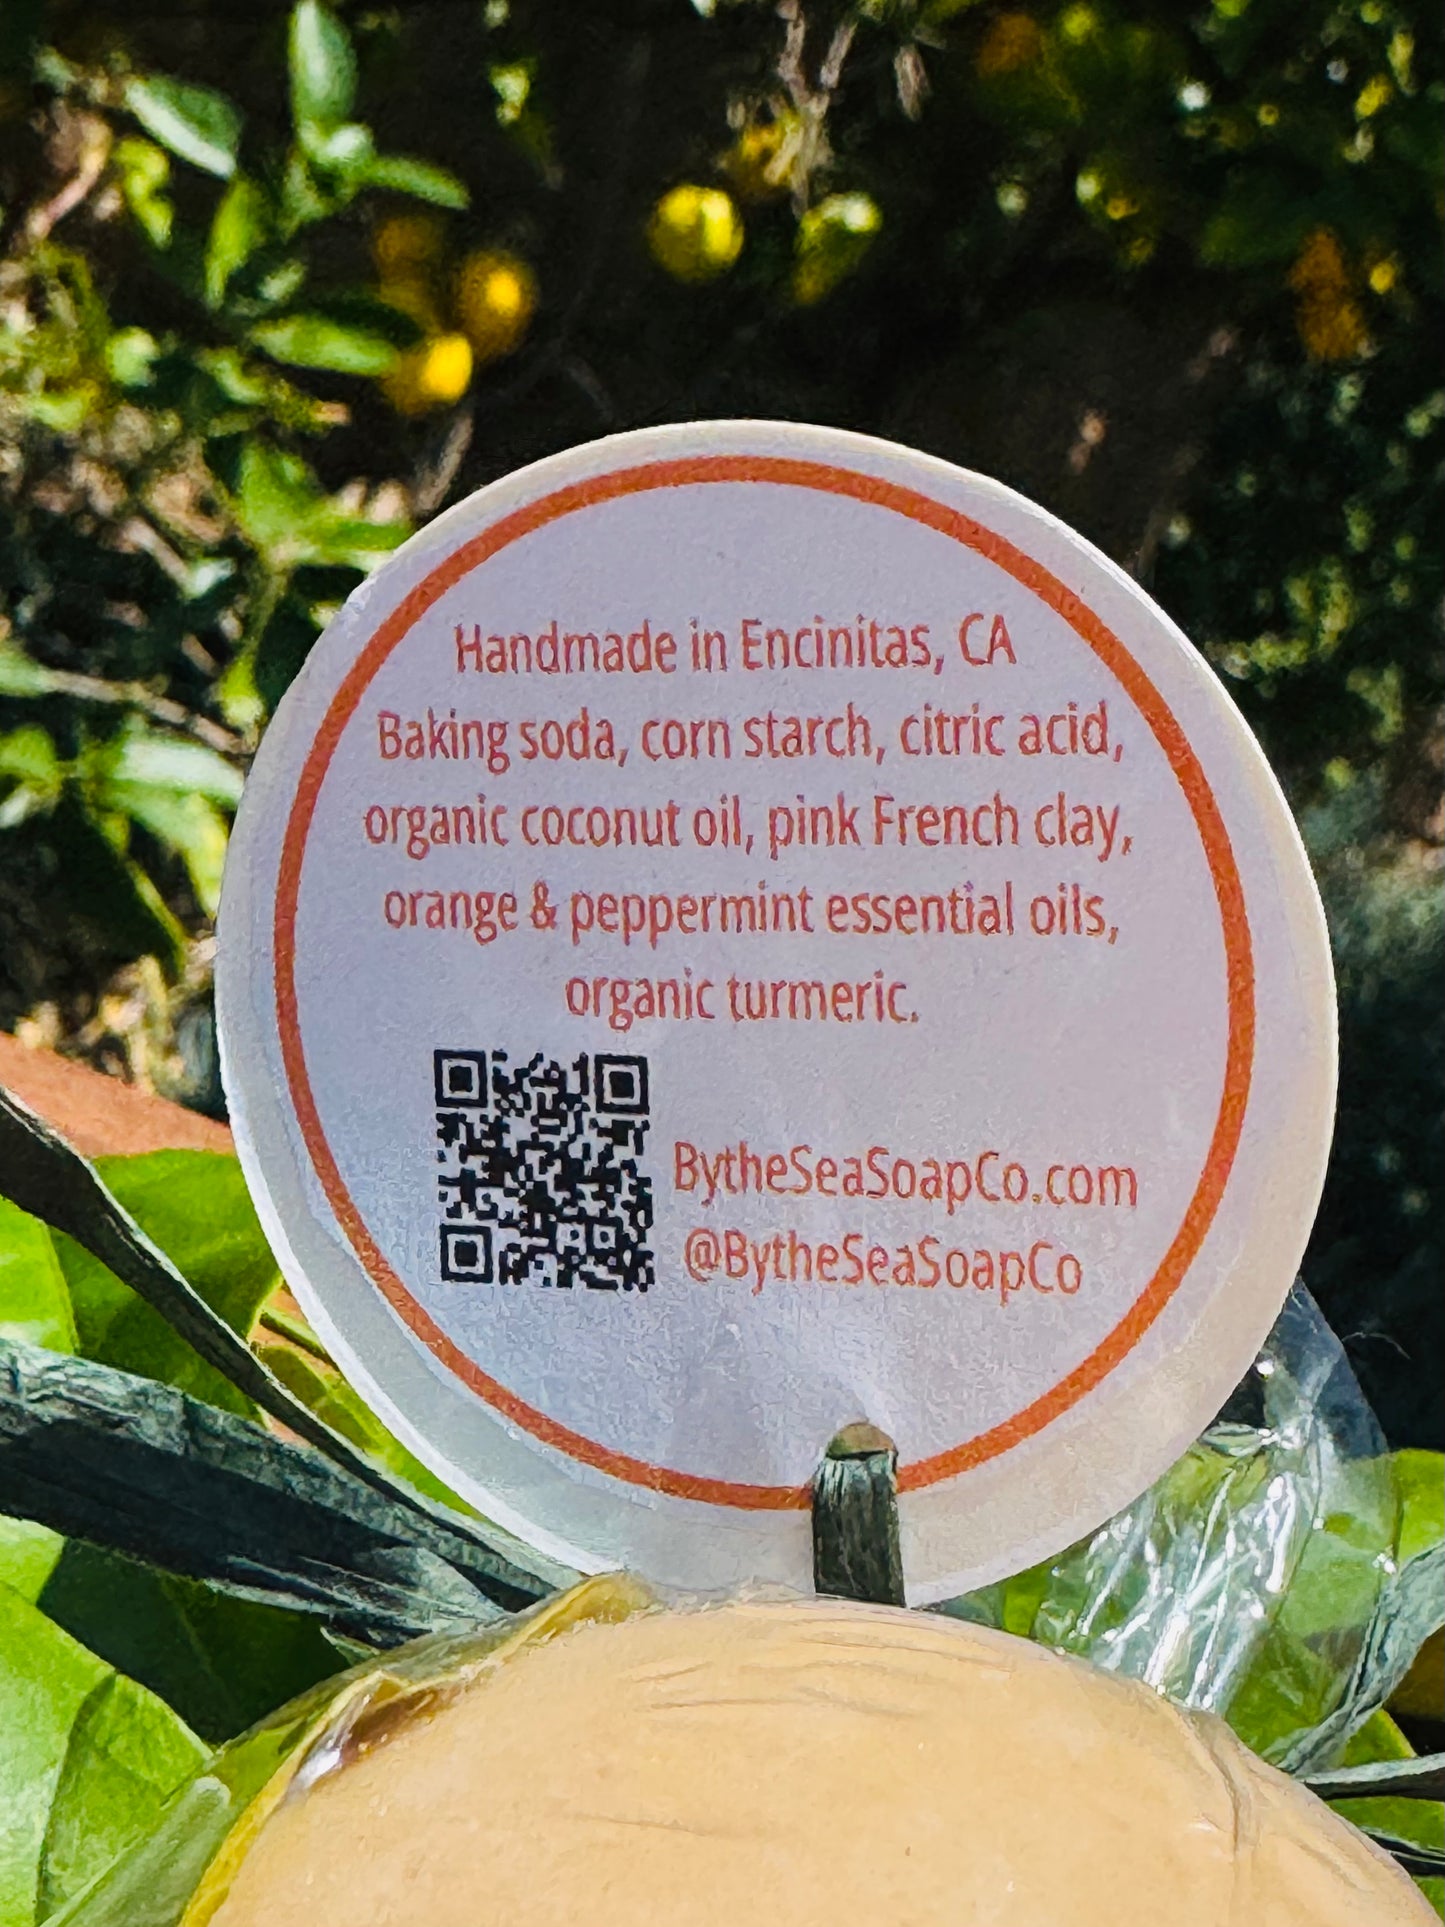 Handmade in Encinitas, CA
Baking soda, corn starch, citric acid,
organic coconut oil, pink French clay,
orange & peppermint essential oils,
organic turmeric.
BytheSeaSoapCo.com
@BytheSeaSoapCo